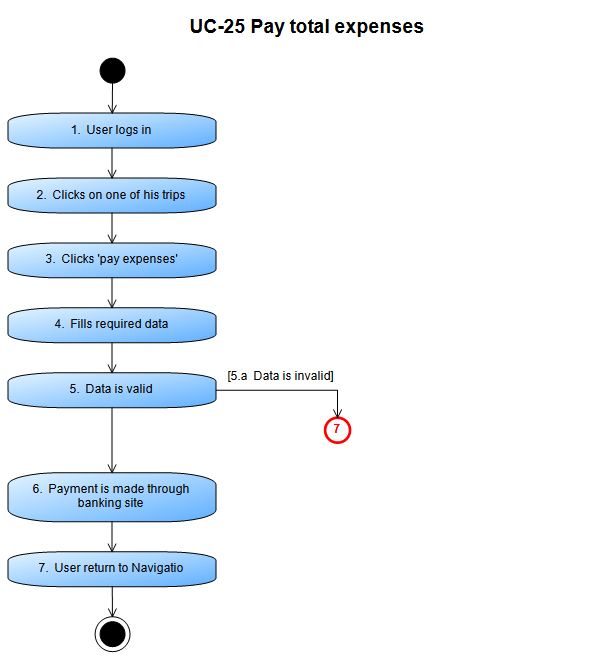 UC-25 Pay total expenses
1. User logs in
2. Clicks on one of his trips
3. Clicks 'pay expenses'
4. Fills required data
5. Data is valid
[5.a Data is invalid]
7
6. Payment is made through
banking site
7. User return to Navigatio